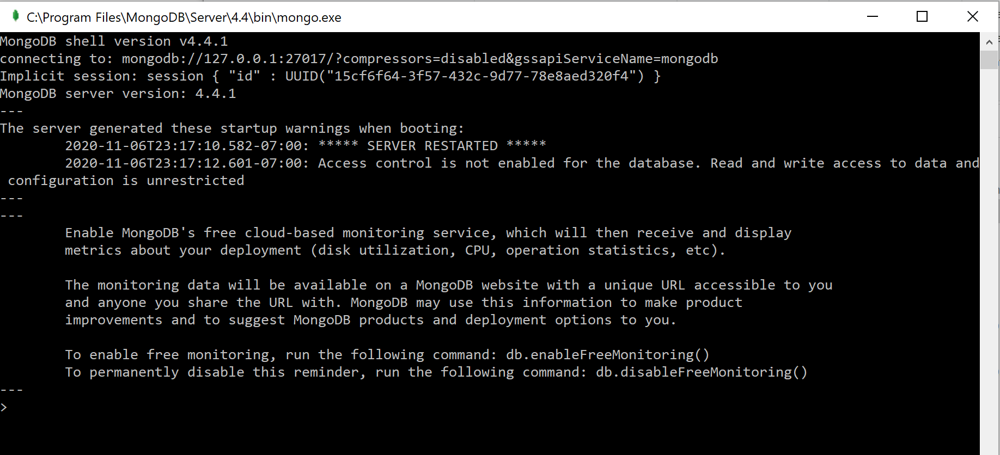 C:\Program Files\MongoDB\Server\4.4\bin\mongo.exe
MongoDB shell version v4.4.1
connecting to: mongodb://127.0.0.1:27017/?compressors=disabled&gssapiServiceName=mongodb
Implicit session: session { "id" : UUID("15cf6f64-3f57-432c-9d77-78e8aed320f4") }
MongoDB server version: 4.4.1
---
The server generated these startup warnings when booting:
        2020-11-06T23:17:10.582-07:00: ***** SERVER RESTARTED *****
        2020-11-06T23:17:12.601-07:00: Access control is not enabled for the database. Read and write access to data and
 configuration is unrestricted
---
---
        Enable MongoDB's free cloud-based monitoring service, which will then receive and display
        metrics about your deployment (disk utilization, CPU, operation statistics, etc).

        The monitoring data will be available on a MongoDB website with a unique URL accessible to you
        and anyone you share the URL with. MongoDB may use this information to make product
        improvements and to suggest MongoDB products and deployment options to you.

        To enable free monitoring, run the following command: db.enableFreeMonitoring()
        To permanently disable this reminder, run the following command: db.disableFreeMonitoring()
---
>